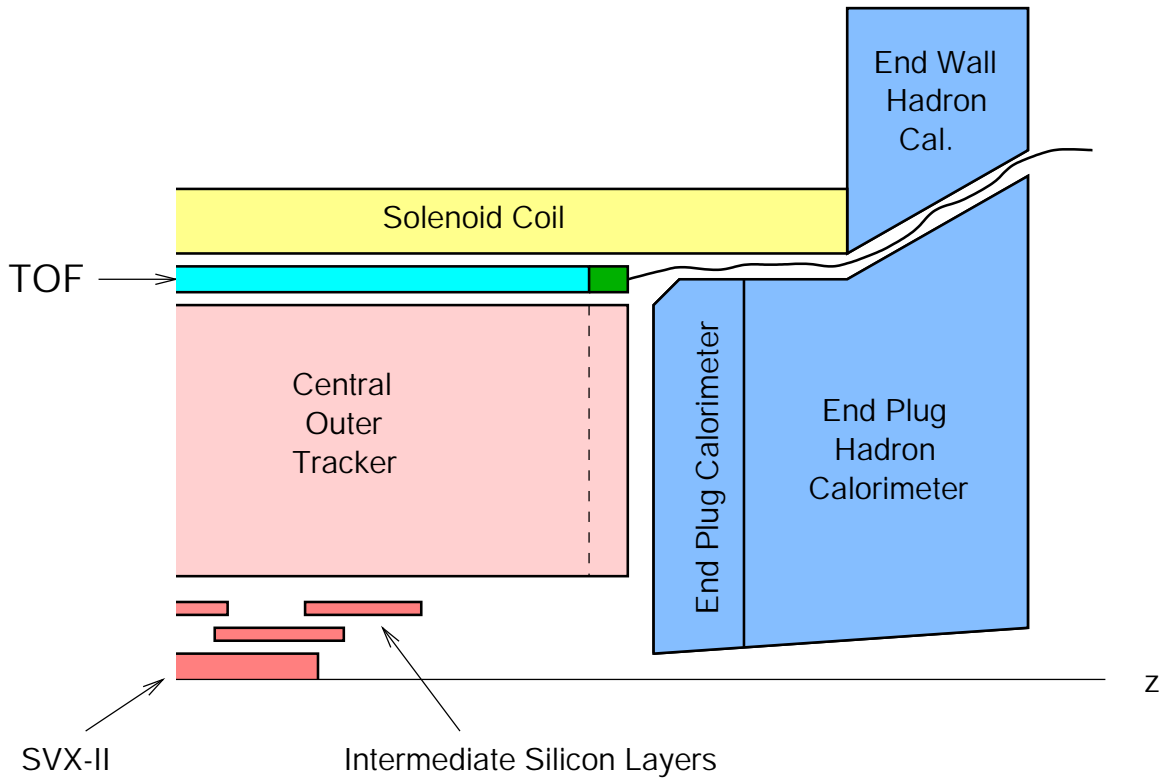 End Wall
Hadron
Cal.
Solenoid Coil
TOF
Central
Outer
Tracker
End Plug Calorimeter
End Plug
Hadron
Calorimeter
z
SVX-II
Intermediate Silicon Layers